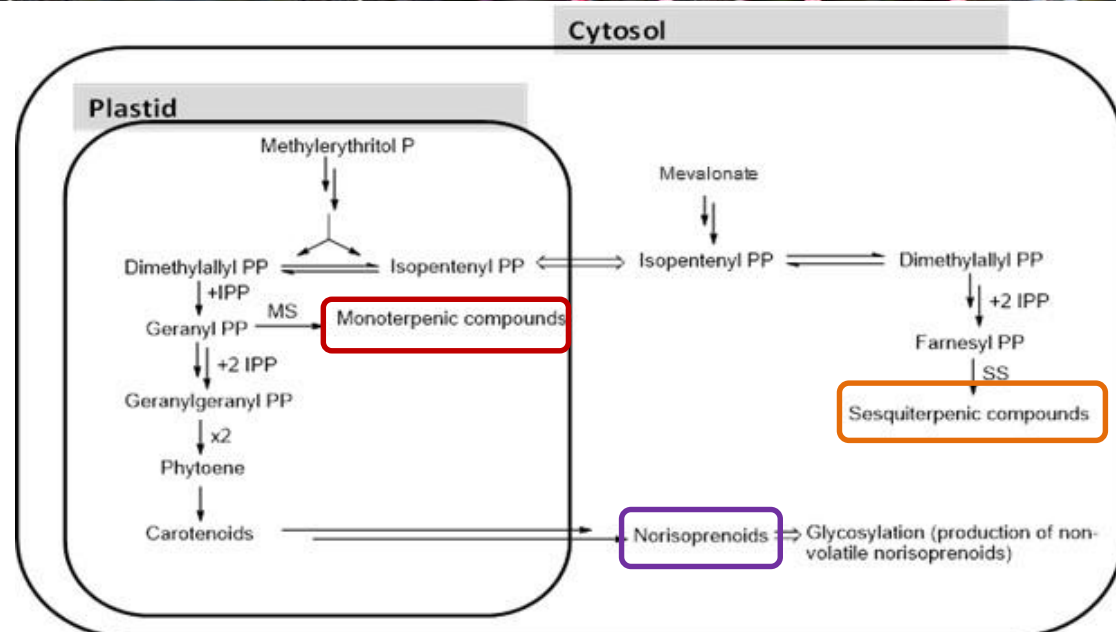 Cytosol
Plastid
Methylerythritol P
Mevalonate
Dimethylallyl PP
Isopentenyl PP
Isopentenyl PP
Dimethylallyl PP
+IPP
MS
Monoterpenic compounds
+2 IPP
Geranyl PP
+2 IPP
Farnesyl PP
SS
Geranylgeranyl PP
Sesquiterpenic compounds
x2
Phytoene
Carotenoids
Norisoprenoids
Glycosylation (production of non-
volatile norisoprenoids)